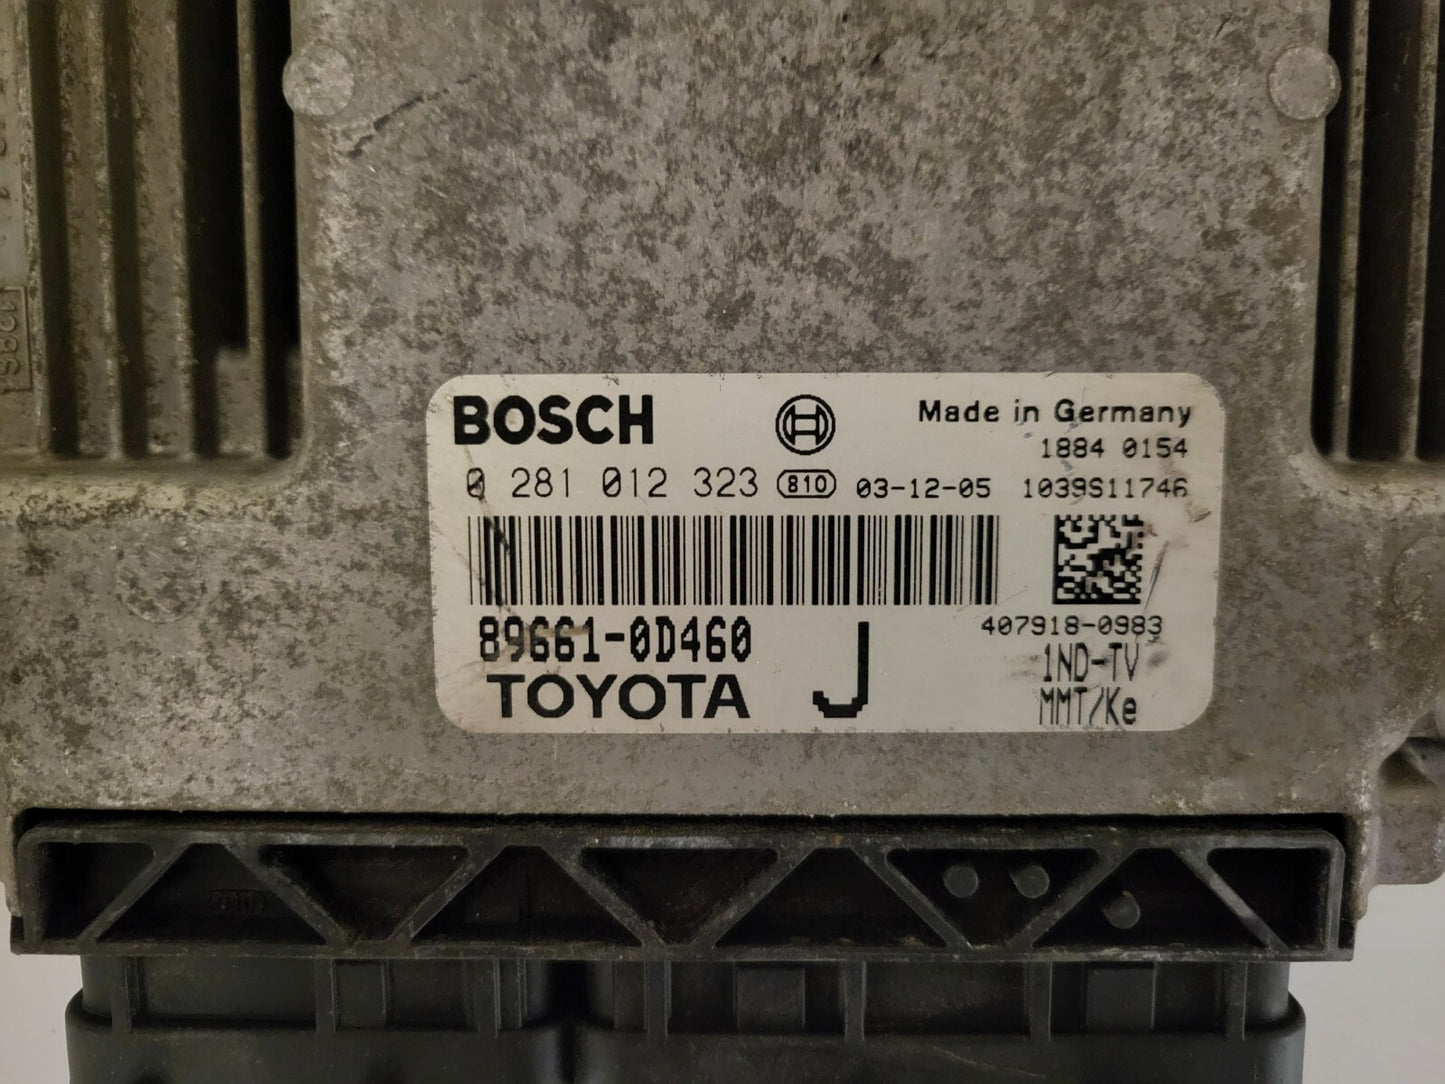 BOSCH
Made in Germany
1884 0154
0 281 012 323 810 03-12-05 1039S11746
407918-0983
89661-0D460
J
1ND-TV
TOYOTA
MMT/Ke